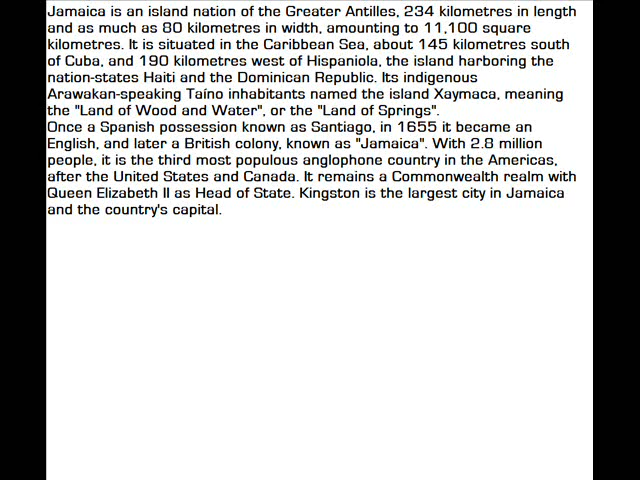 Jamaica is an island nation of the Greater Antilles, 234 kilometres in length
and as much as 80 kilometres in width, amounting to 11,100 square
kilometres. It is situated in the Caribbean Sea, about 145 kilometres south
of Cuba, and 190 kilometres west of Hispaniola, the island harboring the
nation-states Haiti and the Dominican Republic. Its indigenous
Arawakan-speaking Taíno inhabitants named the island Xaymaca, meaning
the "Land of Wood and Water", or the "Land of Springs".
Once a Spanish possession known as Santiago, in 1655 it became an
English, and later a British colony, known as "Jamaica". With 2.8 million
people, it is the third most populous anglophone country in the Americas,
after the United States and Canada. It remains a Commonwealth realm with
Queen Elizabeth II as Head of State. Kingston is the largest city in Jamaica
and the country's capital.